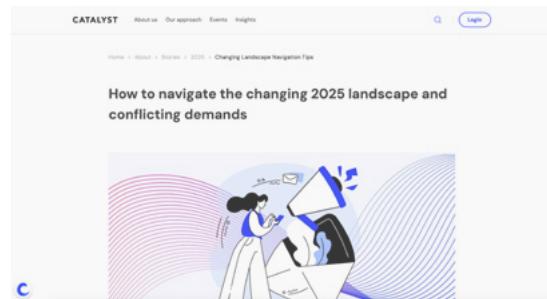 CATALYST About us Our approach Events Insights Login
Home > About > Stories > 2025 > Changing Landscape Navigation Tips
How to navigate the changing 2025 landscape and
conflicting demands